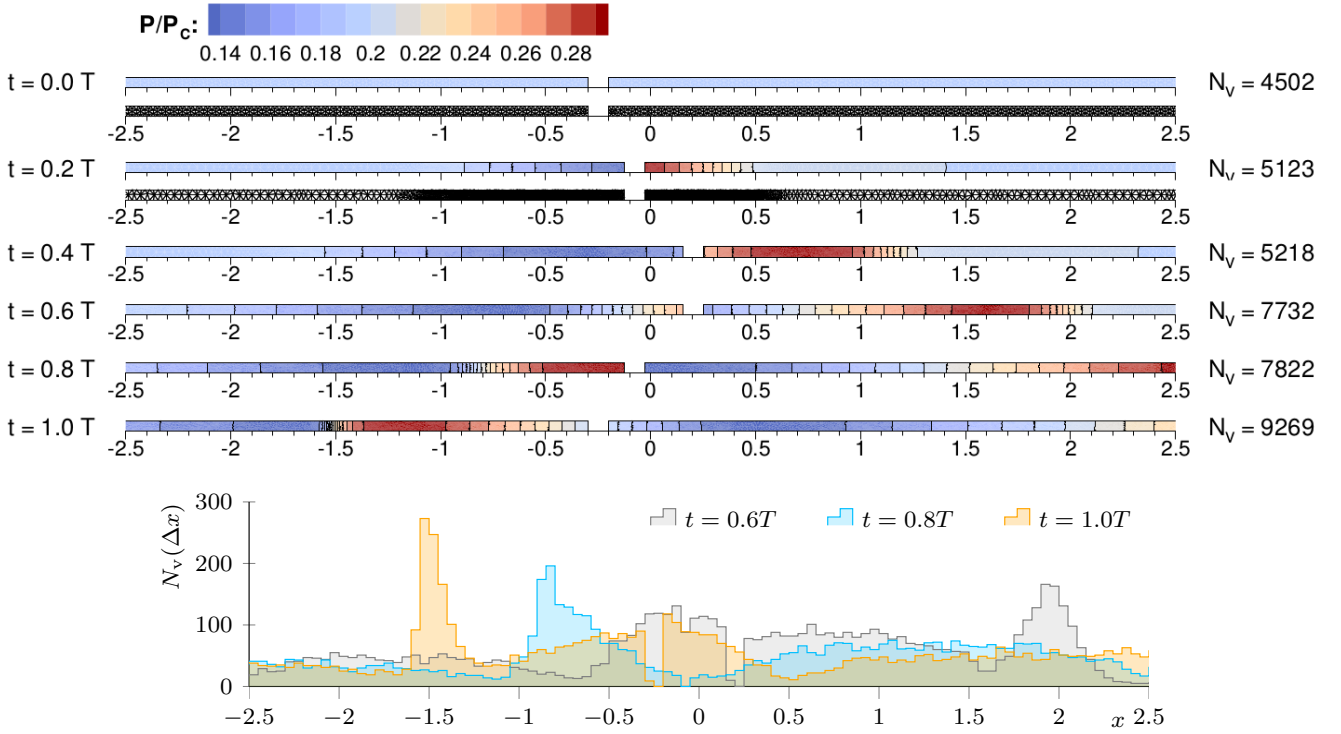 P/P_C:
0.14 0.16 0.18 0.2 0.22 0.24 0.26 0.28
t = 0.0 T N_v = 4502
-2.5 -2 -1.5 -1 -0.5 0 0.5 1 1.5 2 2.5
t = 0.2 T N_v = 5123
-2.5 -2 -1.5 -1 -0.5 0 0.5 1 1.5 2 2.5
t = 0.4 T N_v = 5218
-2.5 -2 -1.5 -1 -0.5 0 0.5 1 1.5 2 2.5
t = 0.6 T N_v = 7732
-2.5 -2 -1.5 -1 -0.5 0 0.5 1 1.5 2 2.5
t = 0.8 T N_v = 7822
-2.5 -2 -1.5 -1 -0.5 0 0.5 1 1.5 2 2.5
t = 1.0 T N_v = 9269
-2.5 -2 -1.5 -1 -0.5 0 0.5 1 1.5 2 2.5
N_v(Δx)
300
200
100
0
t = 0.6T t = 0.8T t = 1.0T
−2.5 −2 −1.5 −1 −0.5 0 0.5 1 1.5 2 x 2.5